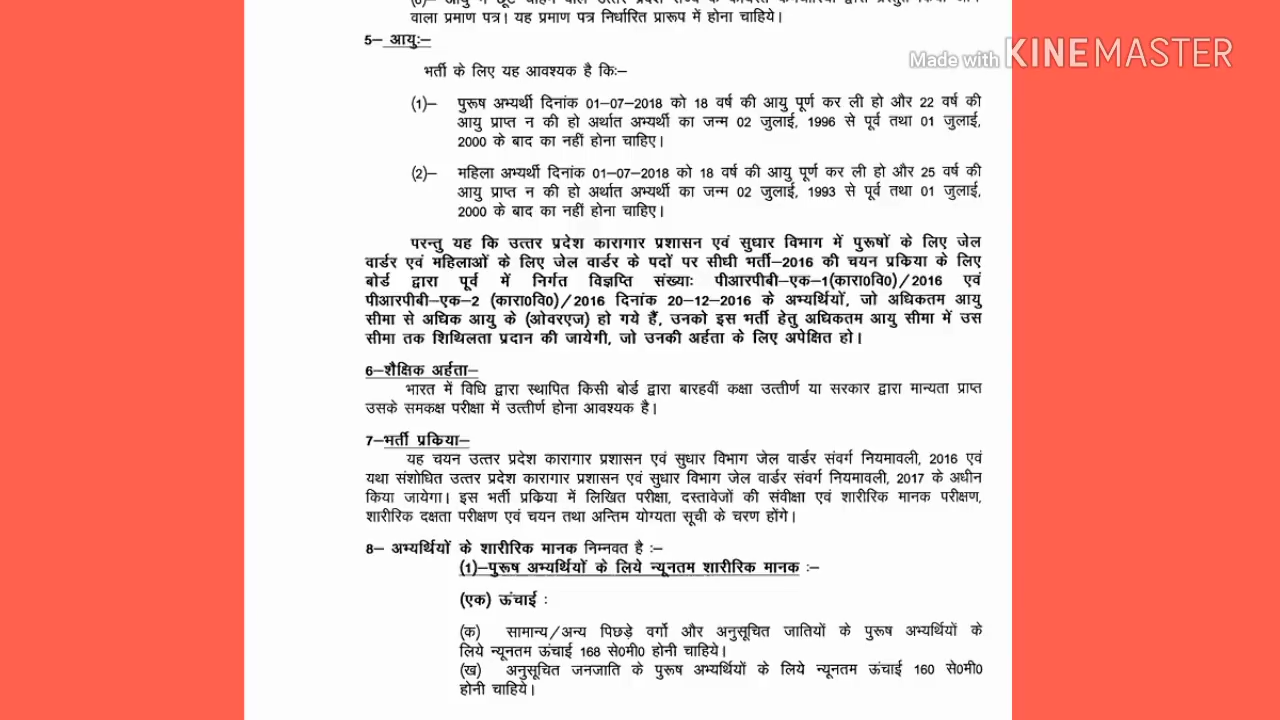 वाला प्रमाण पत्र। यह प्रमाण पत्र निर्धारित प्रारूप में होना चाहिये।
5– आयुः–
Made with KINEMASTER
भर्ती के लिए यह आवश्यक है किः–
(1)– पुरूष अभ्यर्थी दिनांक 01–07–2018 को 18 वर्ष की आयु पूर्ण कर ली हो और 22 वर्ष की
आयु प्राप्त न की हो अर्थात अभ्यर्थी का जन्म 02 जुलाई, 1996 से पूर्व तथा 01 जुलाई,
2000 के बाद का नहीं होना चाहिए।
(2)– महिला अभ्यर्थी दिनांक 01–07–2018 को 18 वर्ष की आयु पूर्ण कर ली हो और 25 वर्ष की
आयु प्राप्त न की हो अर्थात अभ्यर्थी का जन्म 02 जुलाई, 1993 से पूर्व तथा 01 जुलाई,
2000 के बाद का नहीं होना चाहिए।
परन्तु यह कि उत्तर प्रदेश कारागार प्रशासन एवं सुधार विभाग में पुरूषों के लिए जेल
वार्डर एवं महिलाओं के लिए जेल वार्डर के पदों पर सीधी भर्ती–2016 की चयन प्रकिया के लिए
बोर्ड द्वारा पूर्व में निर्गत विज्ञप्ति संख्याः पीआरपीबी–एक–1(कारा0वि0)/2016 एवं
पीआरपीबी–एक–2 (कारा0वि0)/2016 दिनांक 20–12–2016 के अभ्यर्थियों, जो अधिकतम आयु
सीमा से अधिक आयु के (ओवरएज) हो गये हैं, उनको इस भर्ती हेतु अधिकतम आयु सीमा में उस
सीमा तक शिथिलता प्रदान की जायेगी, जो उनकी अर्हता के लिए अपेक्षित हो।
6–शैक्षिक अर्हता–
भारत में विधि द्वारा स्थापित किसी बोर्ड द्वारा बारहवीं कक्षा उत्तीर्ण या सरकार द्वारा मान्यता प्राप्त
उसके समकक्ष परीक्षा में उत्तीर्ण होना आवश्यक है।
7–भर्ती प्रकिया–
यह चयन उत्तर प्रदेश कारागार प्रशासन एवं सुधार विभाग जेल वार्डर संवर्ग नियमावली, 2016 एवं
यथा संशोधित उत्तर प्रदेश कारागार प्रशासन एवं सुधार विभाग जेल वार्डर संवर्ग नियमावली, 2017 के अधीन
किया जायेगा। इस भर्ती प्रकिया में लिखित परीक्षा, दस्तावेजों की संवीक्षा एवं शारीरिक मानक परीक्षण,
शारीरिक दक्षता परीक्षण एवं चयन तथा अन्तिम योग्यता सूची के चरण होंगे।
8– अभ्यर्थियों के शारीरिक मानक निम्नवत है :–
(1)–पुरूष अभ्यर्थियों के लिये न्यूनतम शारीरिक मानक :–
(एक) ऊंचाई :
(क) सामान्य/अन्य पिछड़े वर्गो और अनुसूचित जातियों के पुरूष अभ्यर्थियों के
लिये न्यूनतम ऊंचाई 168 से0मी0 होनी चाहिये।
(ख) अनुसूचित जनजाति के पुरूष अभ्यर्थियों के लिये न्यूनतम ऊंचाई 160 से0मी0
होनी चाहिये।